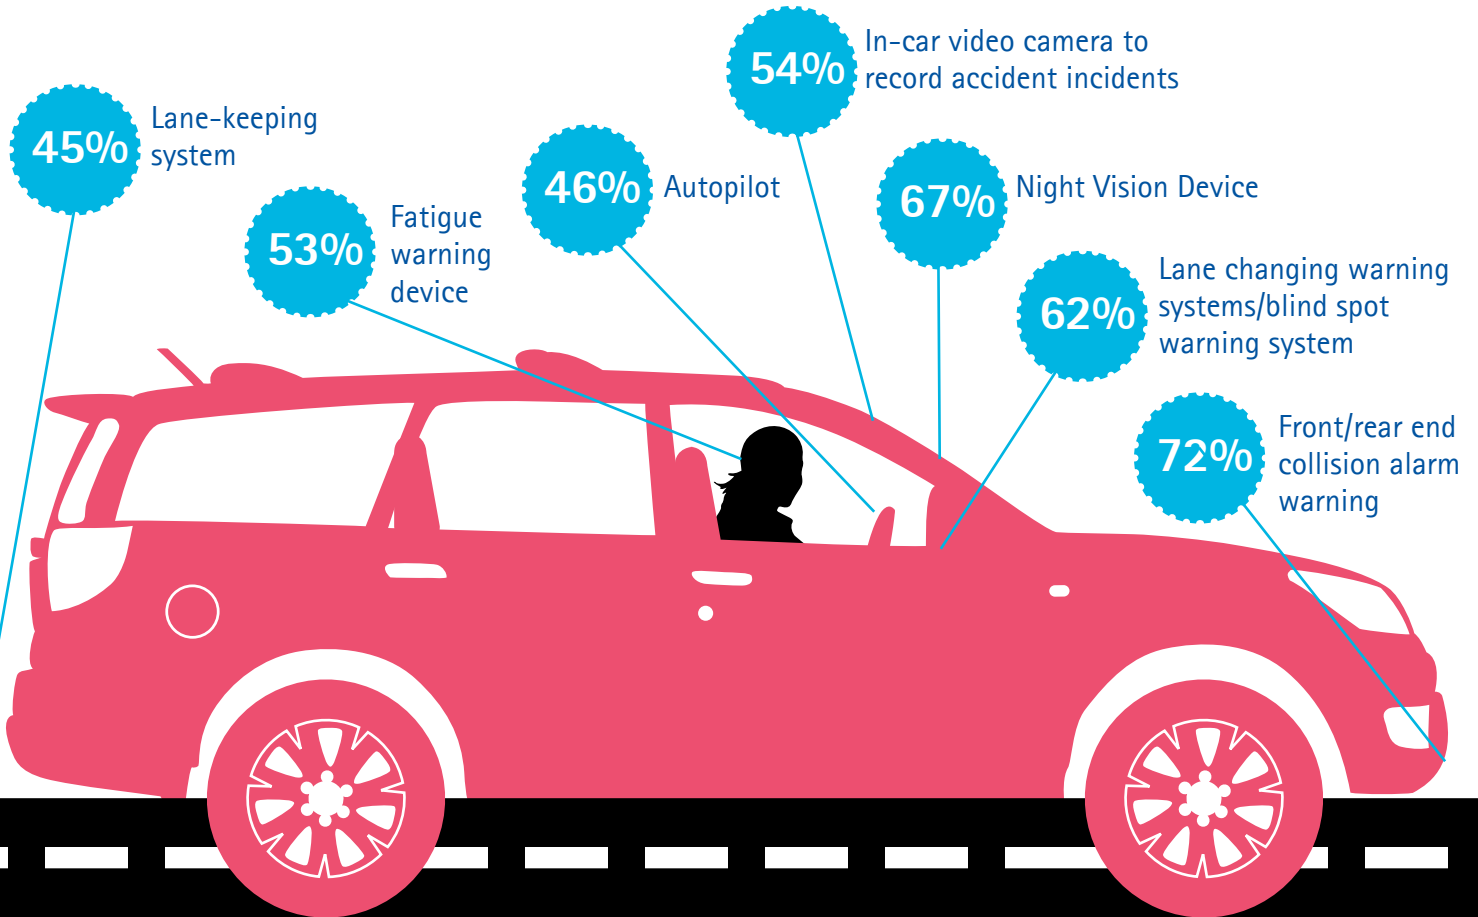 45%
Lane-keeping
system
53%
Fatigue
warning
device
46%
Autopilot
54%
In-car video camera to
record accident incidents
67%
Night Vision Device
62%
Lane changing warning
systems/blind spot
warning system
72%
Front/rear end
collision alarm
warning